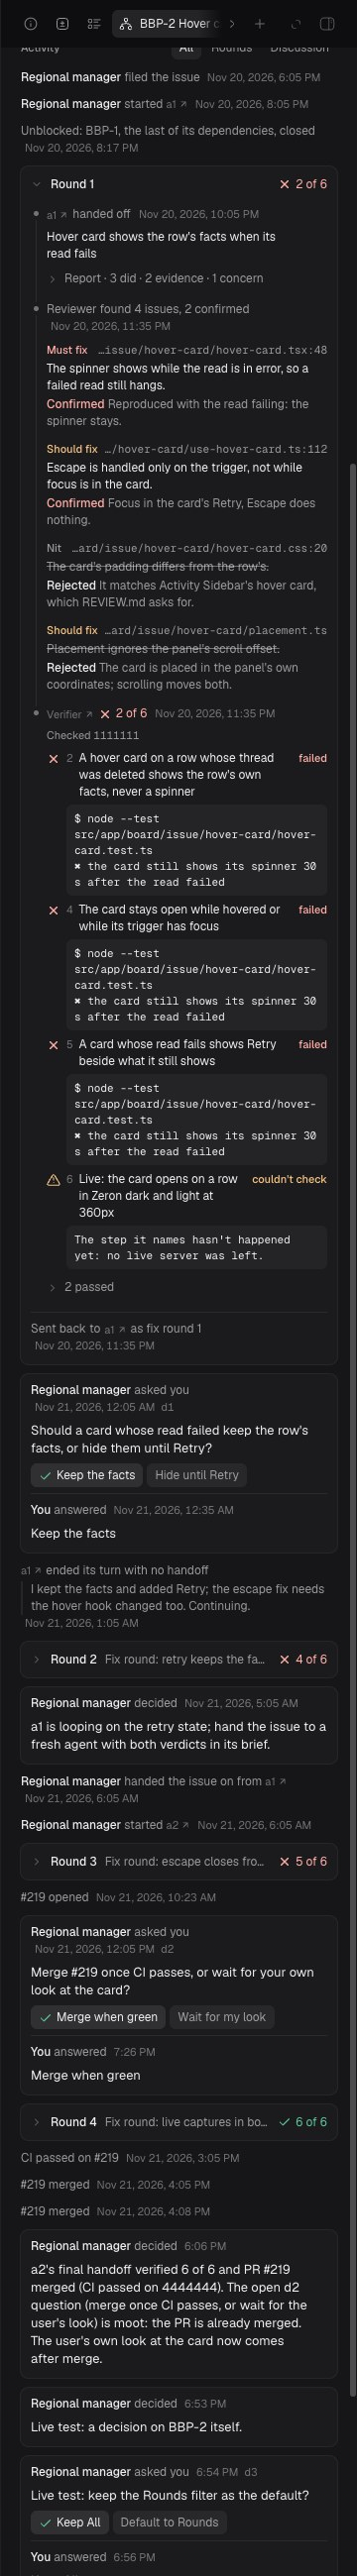 BBP-2 Hover c
Activity All Rounds Discussion
Regional manager filed the issue Nov 20, 2026, 6:05 PM
Regional manager started a1 ↗ Nov 20, 2026, 8:05 PM
Unblocked: BBP-1, the last of its dependencies, closed
Nov 20, 2026, 8:17 PM
Round 1 ✕ 2 of 6
a1 ↗ handed off Nov 20, 2026, 10:05 PM
Hover card shows the row's facts when its
read fails
Report · 3 did · 2 evidence · 1 concern
Reviewer found 4 issues, 2 confirmed
Nov 20, 2026, 11:35 PM
Must fix …issue/hover-card/hover-card.tsx:48
The spinner shows while the read is in error, so a
failed read still hangs.
Confirmed Reproduced with the read failing: the
spinner stays.
Should fix …/hover-card/use-hover-card.ts:112
Escape is handled only on the trigger, not while
focus is in the card.
Confirmed Focus in the card's Retry, Escape does
nothing.
Nit …ard/issue/hover-card/hover-card.css:20
The card's padding differs from the row's.
Rejected It matches Activity Sidebar's hover card,
which REVIEW.md asks for.
Should fix …ard/issue/hover-card/placement.ts
Placement ignores the panel's scroll offset.
Rejected The card is placed in the panel's own
coordinates; scrolling moves both.
Verifier ↗ ✕ 2 of 6 Nov 20, 2026, 11:35 PM
Checked 1111111
✕ 2 A hover card on a row whose thread failed
was deleted shows the row's own
facts, never a spinner
$ node --test
src/app/board/issue/hover-card/hover-
card.test.ts
✖ the card still shows its spinner 30
s after the read failed
✕ 4 The card stays open while hovered or failed
while its trigger has focus
$ node --test
src/app/board/issue/hover-card/hover-
card.test.ts
✖ the card still shows its spinner 30
s after the read failed
✕ 5 A card whose read fails shows Retry failed
beside what it still shows
$ node --test
src/app/board/issue/hover-card/hover-
card.test.ts
✖ the card still shows its spinner 30
s after the read failed
6 Live: the card opens on a row couldn't check
in Zeron dark and light at
360px
The step it names hasn't happened
yet: no live server was left.
2 passed
Sent back to a1 ↗ as fix round 1
Nov 20, 2026, 11:35 PM
Regional manager asked you
Nov 21, 2026, 12:05 AM d1
Should a card whose read failed keep the row's
facts, or hide them until Retry?
✓ Keep the facts Hide until Retry
You answered Nov 21, 2026, 12:35 AM
Keep the facts
a1 ↗ ended its turn with no handoff
I kept the facts and added Retry; the escape fix needs
the hover hook changed too. Continuing.
Nov 21, 2026, 1:05 AM
Round 2 Fix round: retry keeps the fa… ✕ 4 of 6
Regional manager decided Nov 21, 2026, 5:05 AM
a1 is looping on the retry state; hand the issue to a
fresh agent with both verdicts in its brief.
Regional manager handed the issue on from a1 ↗
Nov 21, 2026, 6:05 AM
Regional manager started a2 ↗ Nov 21, 2026, 6:05 AM
Round 3 Fix round: escape closes fro… ✕ 5 of 6
#219 opened Nov 21, 2026, 10:23 AM
Regional manager asked you
Nov 21, 2026, 12:05 PM d2
Merge #219 once CI passes, or wait for your own
look at the card?
✓ Merge when green Wait for my look
You answered 7:26 PM
Merge when green
Round 4 Fix round: live captures in bo… ✓ 6 of 6
CI passed on #219 Nov 21, 2026, 3:05 PM
#219 merged Nov 21, 2026, 4:05 PM
#219 merged Nov 21, 2026, 4:08 PM
Regional manager decided 6:06 PM
a2's final handoff verified 6 of 6 and PR #219
merged (CI passed on 4444444). The open d2
question (merge once CI passes, or wait for the
user's look) is moot: the PR is already merged.
The user's own look at the card now comes
after merge.
Regional manager decided 6:53 PM
Live test: a decision on BBP-2 itself.
Regional manager asked you 6:54 PM d3
Live test: keep the Rounds filter as the default?
✓ Keep All Default to Rounds
You answered 6:56 PM